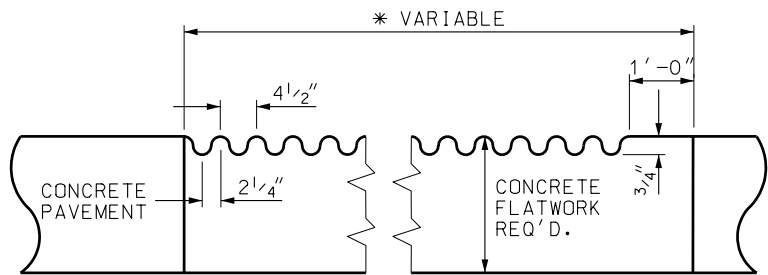 * VARIABLE
1'-0"
4 1/2"
CONCRETE
PAVEMENT
2 1/4"
CONCRETE
FLATWORK
REQ'D.
3/4"